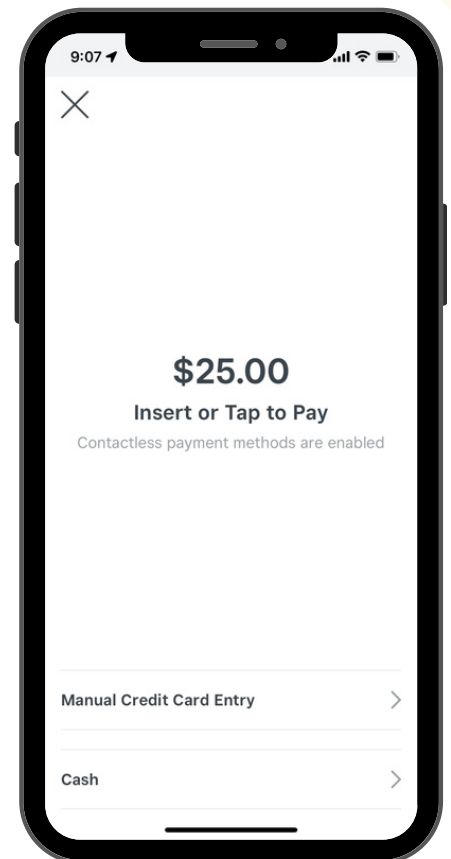 9:07
$25.00
Insert or Tap to Pay
Contactless payment methods are enabled
Manual Credit Card Entry
Cash